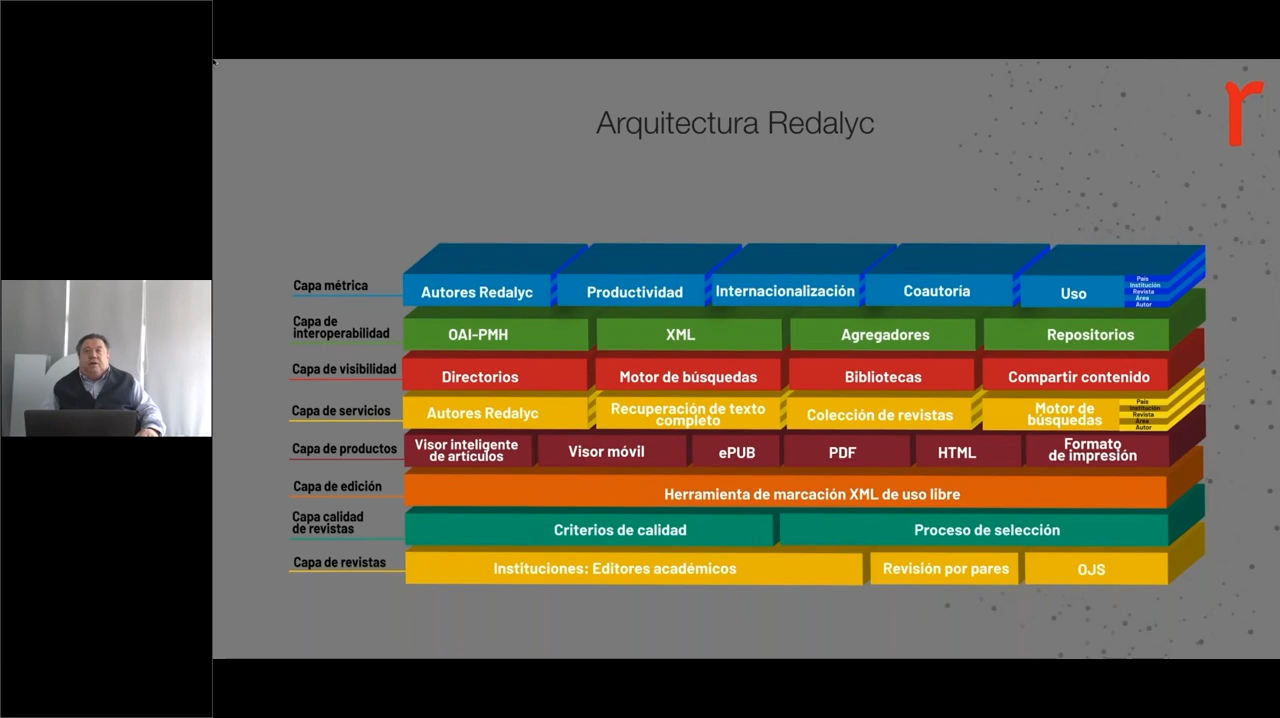 Arquitectura Redalyc
r
Capa métrica
Autores Redalyc
Productividad
Internacionalización
Coautoría
Uso
País
Institución
Revista
Área
Autor
Capa de
interoperabilidad
OAI-PMH
XML
Agregadores
Repositorios
Capa de visibilidad
Directorios
Motor de búsquedas
Bibliotecas
Compartir contenido
Capa de servicios
Autores Redalyc
Recuperación de texto
completo
Colección de revistas
Motor de
búsquedas
País
Institución
Revista
Área
Autor
Capa de productos
Visor inteligente
de artículos
Visor móvil
ePUB
PDF
HTML
Formato
de impresión
Capa de edición
Herramienta de marcación XML de uso libre
Capa calidad
de revistas
Criterios de calidad
Proceso de selección
Capa de revistas
Instituciones: Editores académicos
Revisión por pares
OJS